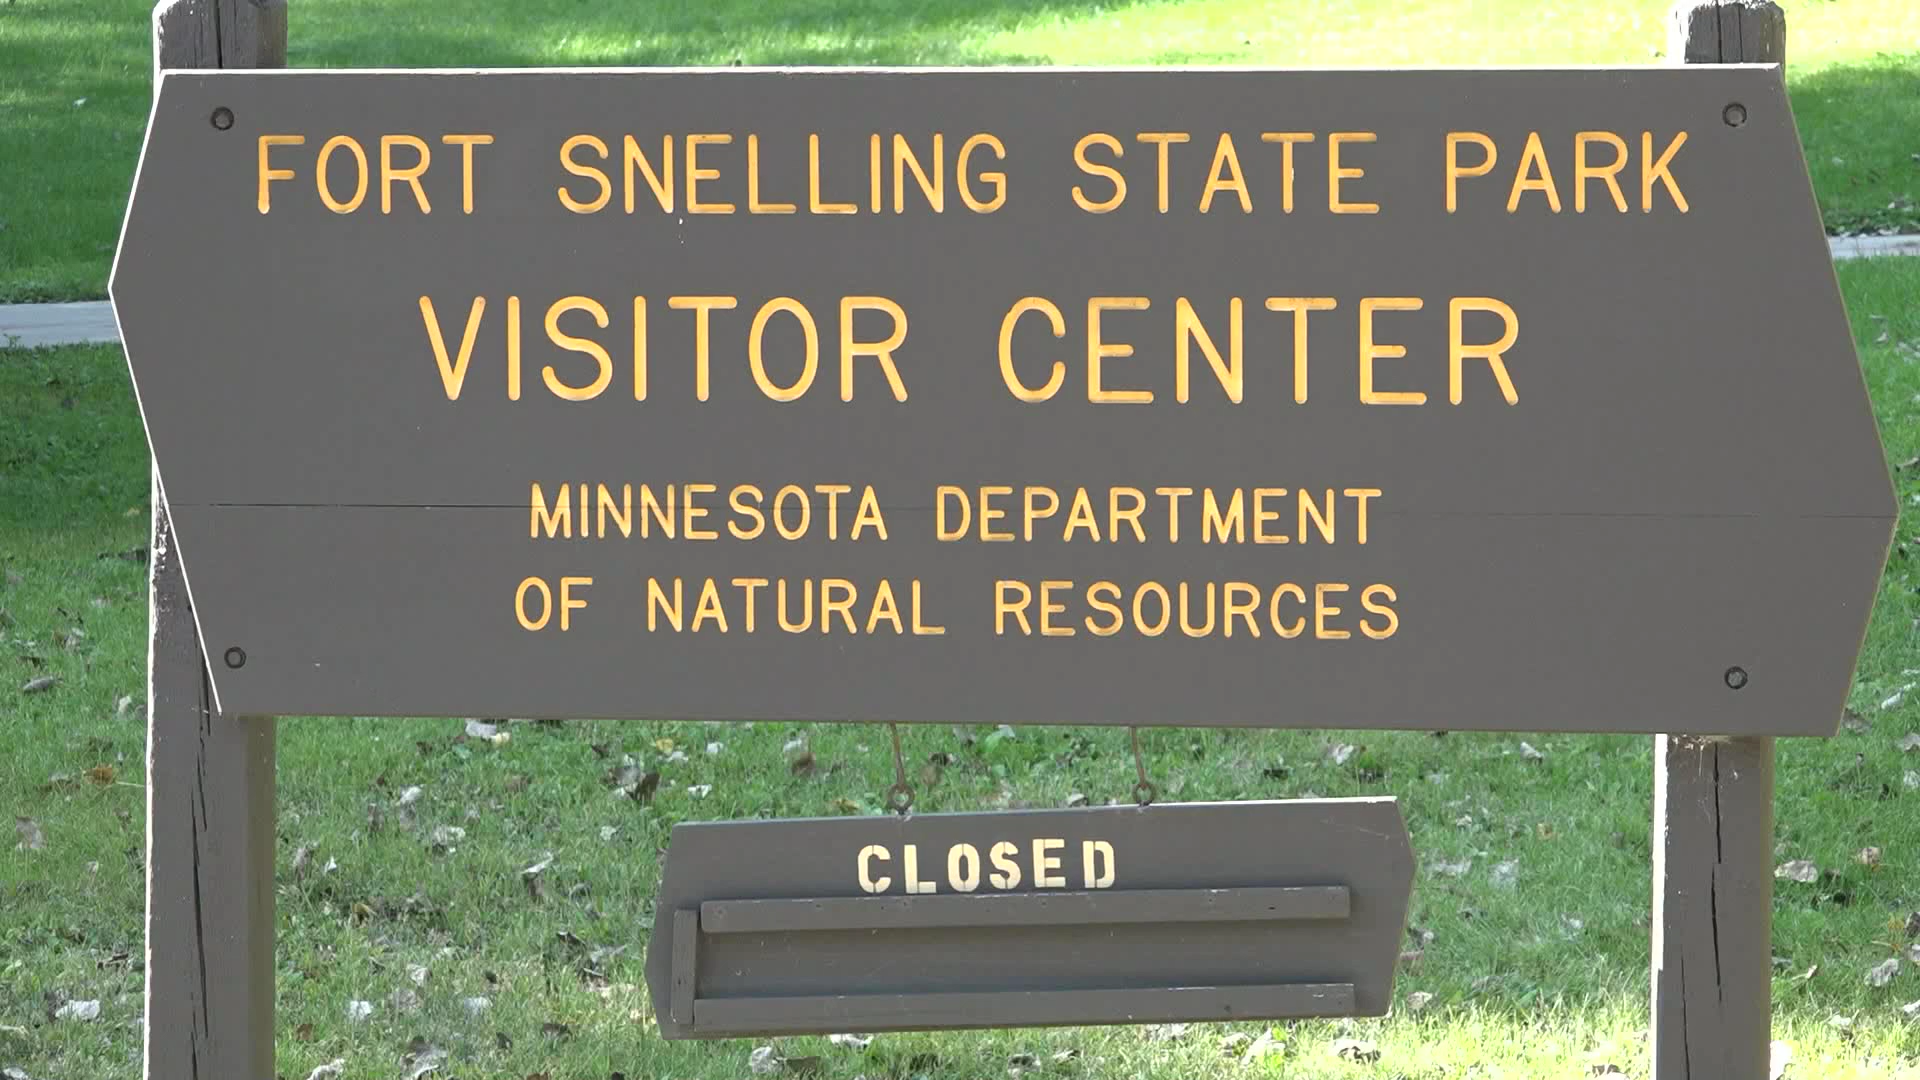 FORT SNELLING STATE PARK
VISITOR CENTER
MINNESOTA DEPARTMENT
OF NATURAL RESOURCES
CLOSED